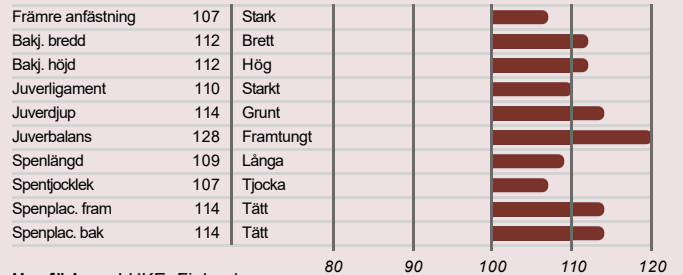 Främre anfästning 107 Stark
Bakj. bredd 112 Brett
Bakj. höjd 112 Hög
Juverligament 110 Starkt
Juverdjup 114 Grunt
Juverbalans 128 Framtungt
Spenlängd 109 Långa
Spentjocklek 107 Tjocka
Spenplac. fram 114 Tätt
Spenplac. bak 114 Tätt
80 90 100 110 120